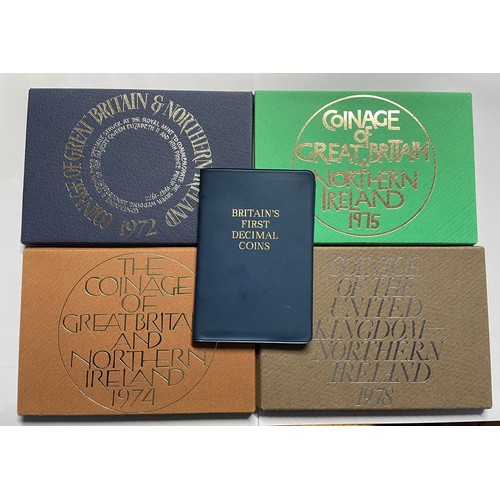 COINAGE OF GREAT BRITAIN & NORTHERN IRELAND
1972
COINAGE
of
GREAT BRITAIN
NORTHERN
IRELAND
1975
BRITAIN'S
FIRST
DECIMAL
COINS
THE
COINAGE
OF
GREAT BRITAIN
AND
NORTHERN
IRELAND
1974
COINAGE
OF THE
UNITED
KINGDOM
NORTHERN
IRELAND
1978